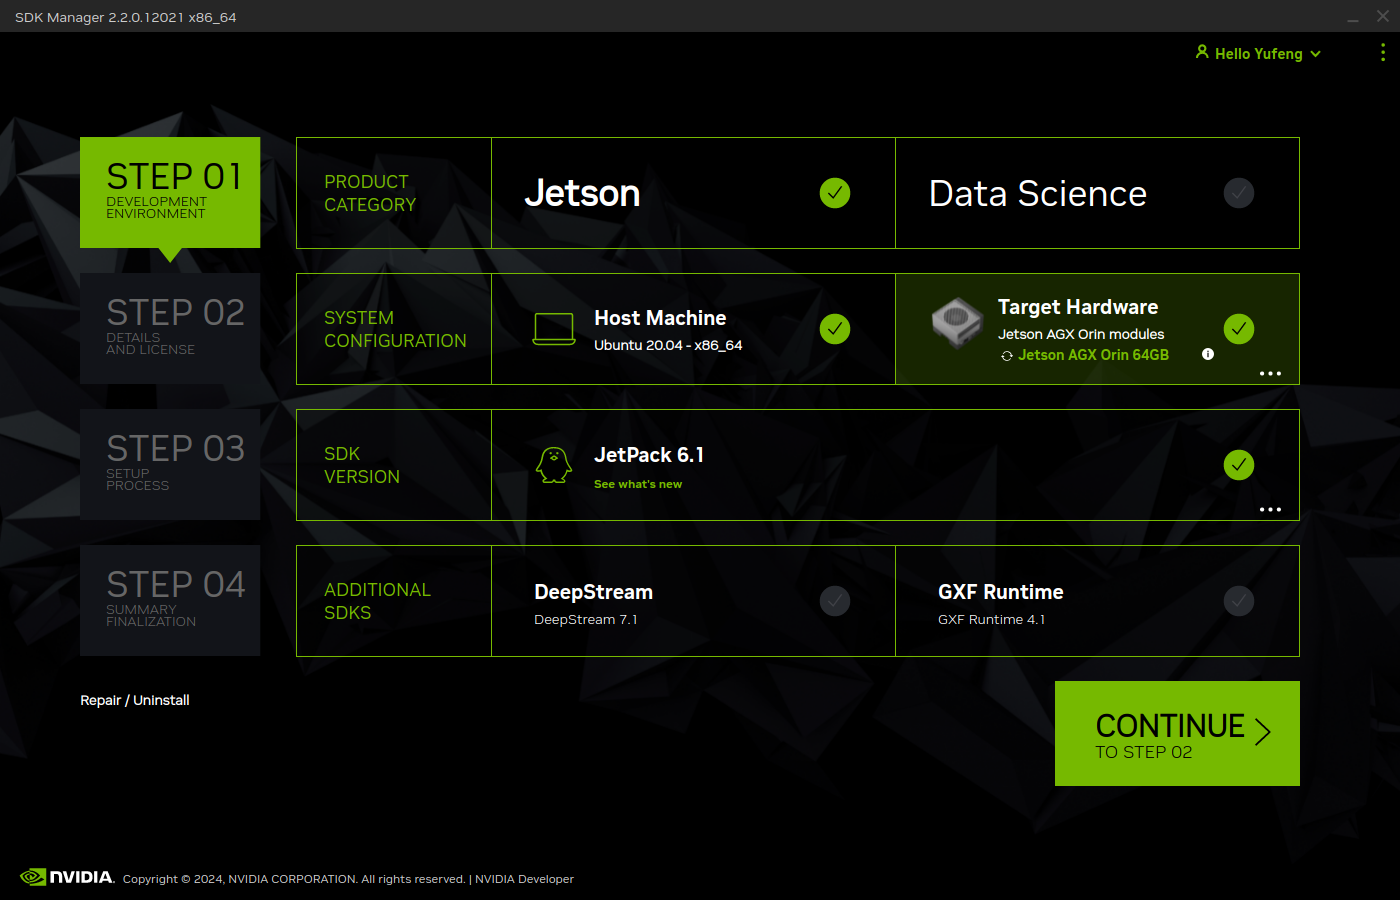 SDK Manager 2.2.0.12021 x86_64
Hello Yufeng
STEP 01
DEVELOPMENT
ENVIRONMENT
PRODUCT
CATEGORY
Jetson
Data Science
STEP 02
DETAILS
AND LICENSE
SYSTEM
CONFIGURATION
Host Machine
Ubuntu 20.04 - x86_64
Target Hardware
Jetson AGX Orin modules
Jetson AGX Orin 64GB
STEP 03
SETUP
PROCESS
SDK
VERSION
JetPack 6.1
See what's new
STEP 04
SUMMARY
FINALIZATION
ADDITIONAL
SDKS
DeepStream
DeepStream 7.1
GXF Runtime
GXF Runtime 4.1
Repair / Uninstall
CONTINUE
TO STEP 02
NVIDIA. Copyright © 2024, NVIDIA CORPORATION. All rights reserved. | NVIDIA Developer